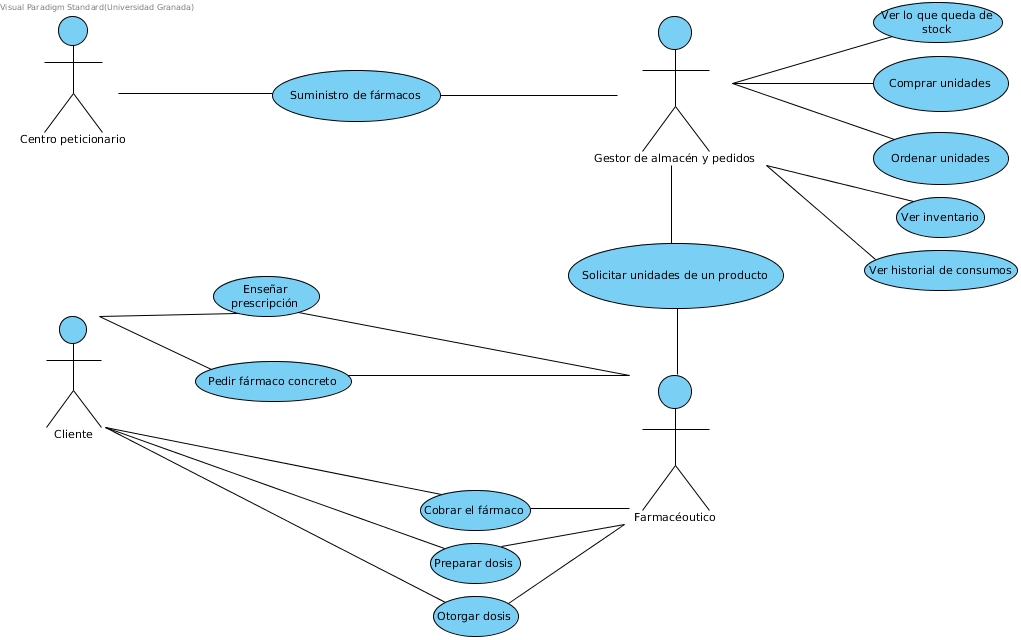 Visual Paradigm Standard(Universidad Granada)
Ver lo que queda de
stock
Suministro de fármacos
Comprar unidades
Centro peticionario
Gestor de almacén y pedidos
Ordenar unidades
Ver inventario
Solicitar unidades de un producto
Ver historial de consumos
Enseñar
prescripción
Pedir fármaco concreto
Cliente
Cobrar el fármaco
Farmacéoutico
Preparar dosis
Otorgar dosis